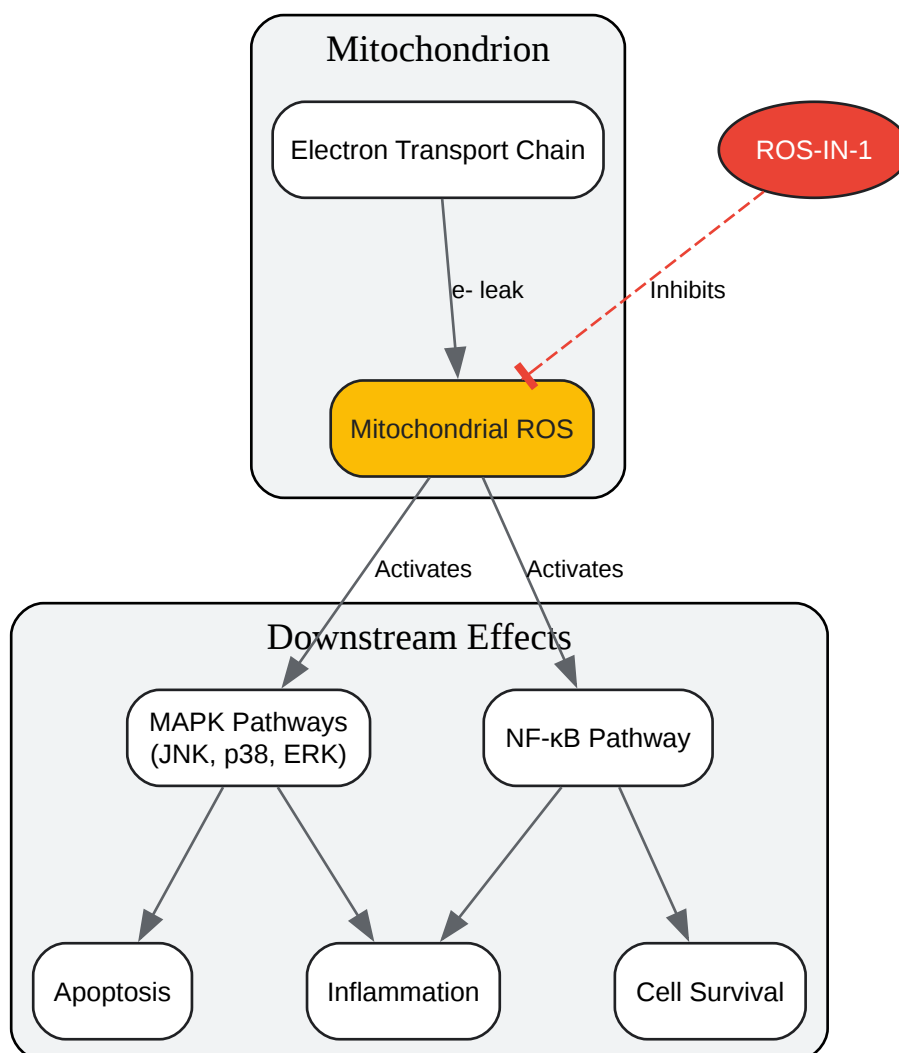 Mitochondrion
Electron Transport Chain
ROS-IN-1
e- leak
Inhibits
Mitochondrial ROS
Activates
Activates
Downstream Effects
MAPK Pathways
(JNK, p38, ERK)
NF-κB Pathway
Apoptosis
Inflammation
Cell Survival